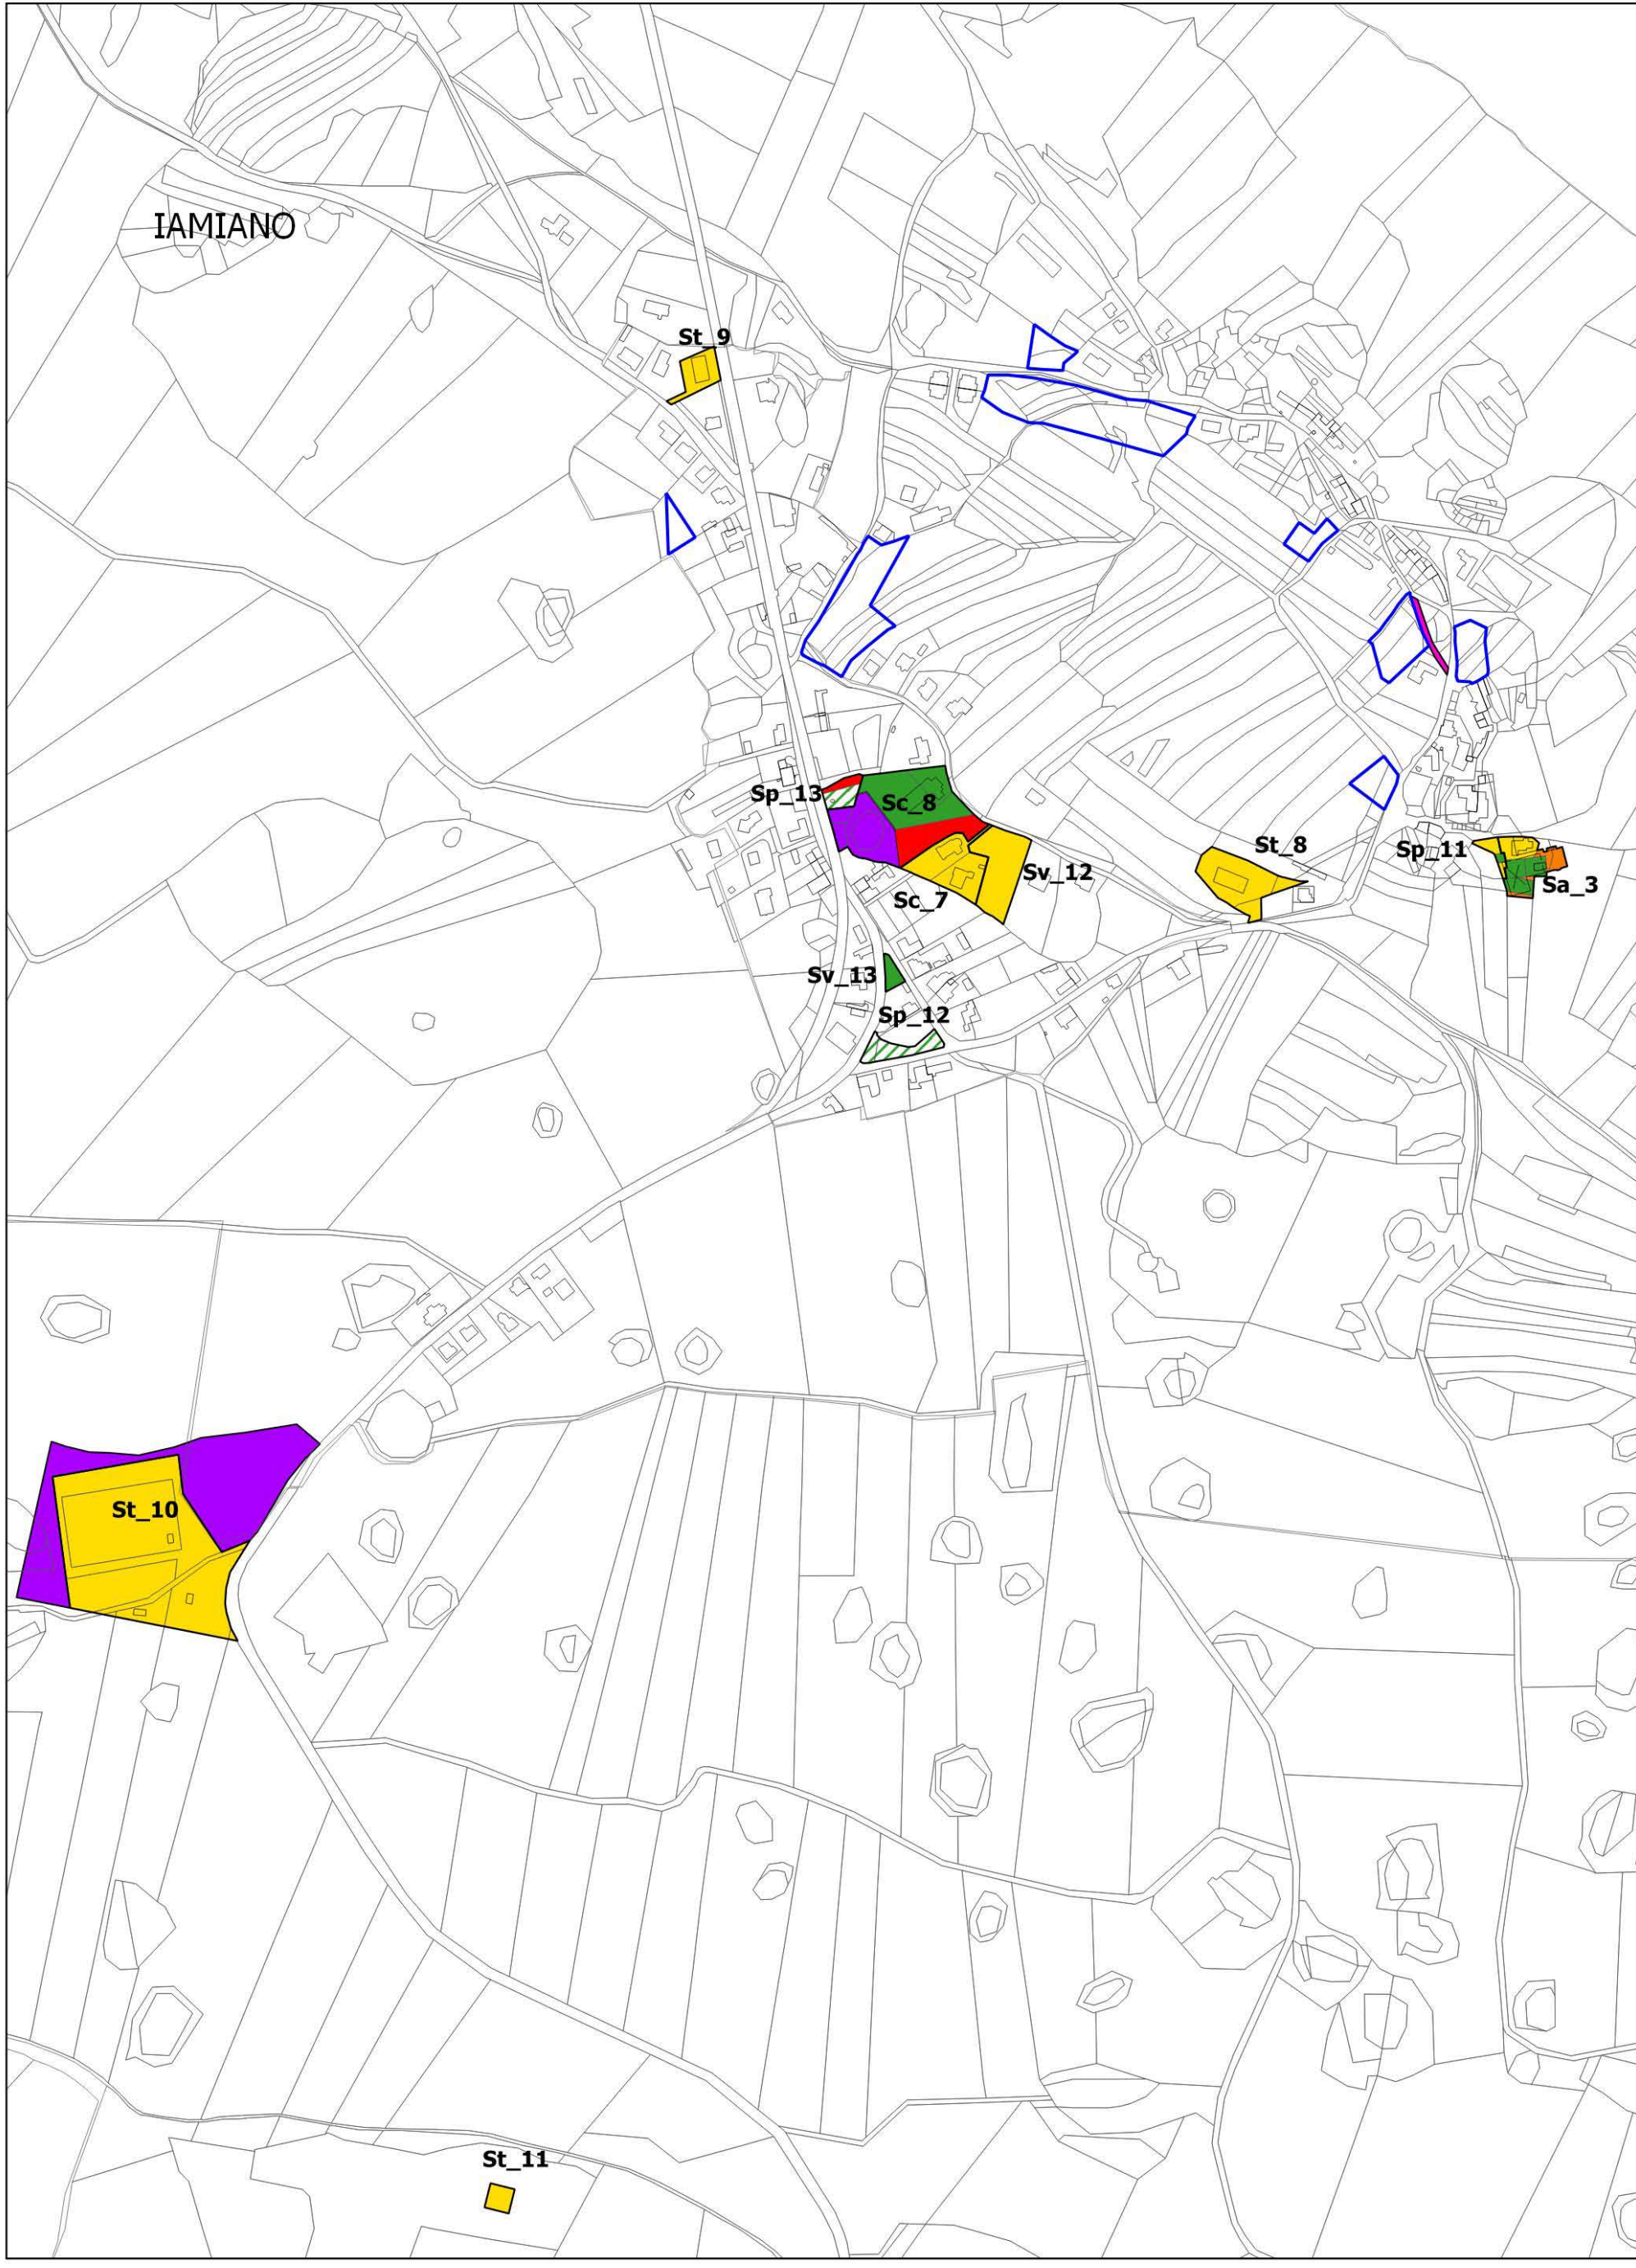 IAMIANO
St_9
Sp_13
Sc_8
St_8
Sp_11
Sv_12
Sa_3
Sc_7
Sv_13
Sp_12
St_10
St_11